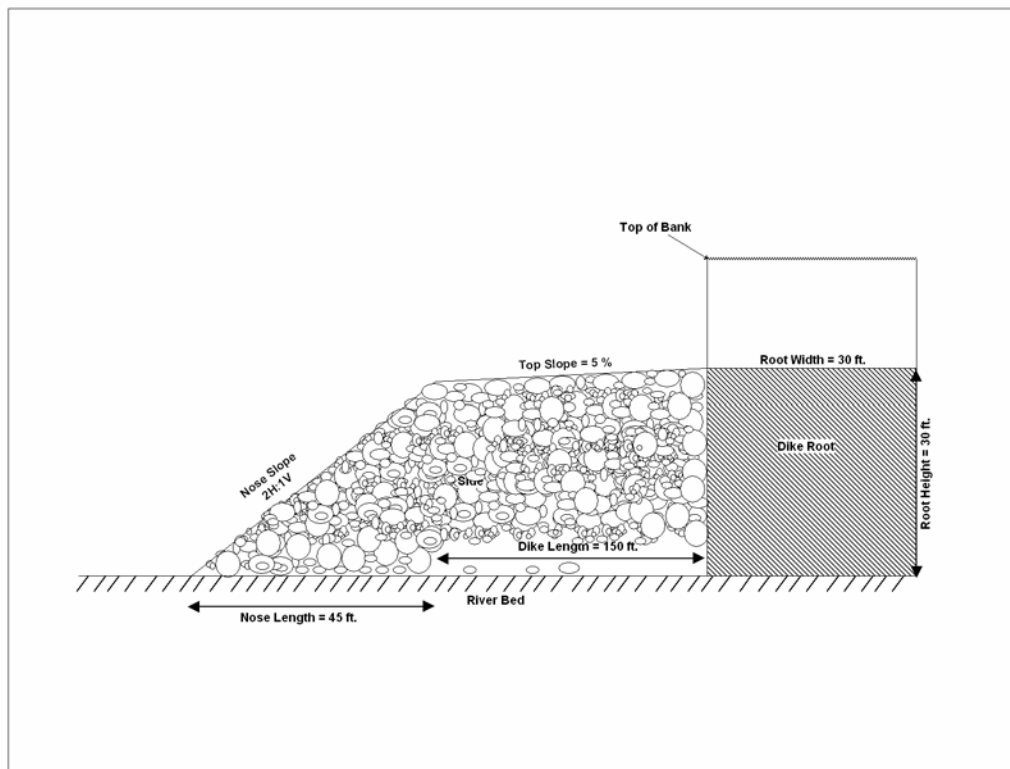 Top of Bank
Top Slope = 5 %
Root Width = 30 ft.
Nose Slope
2H:1V
Dike Root
Root Height = 30 ft.
Side
Dike Length = 150 ft.
River Bed
Nose Length = 45 ft.